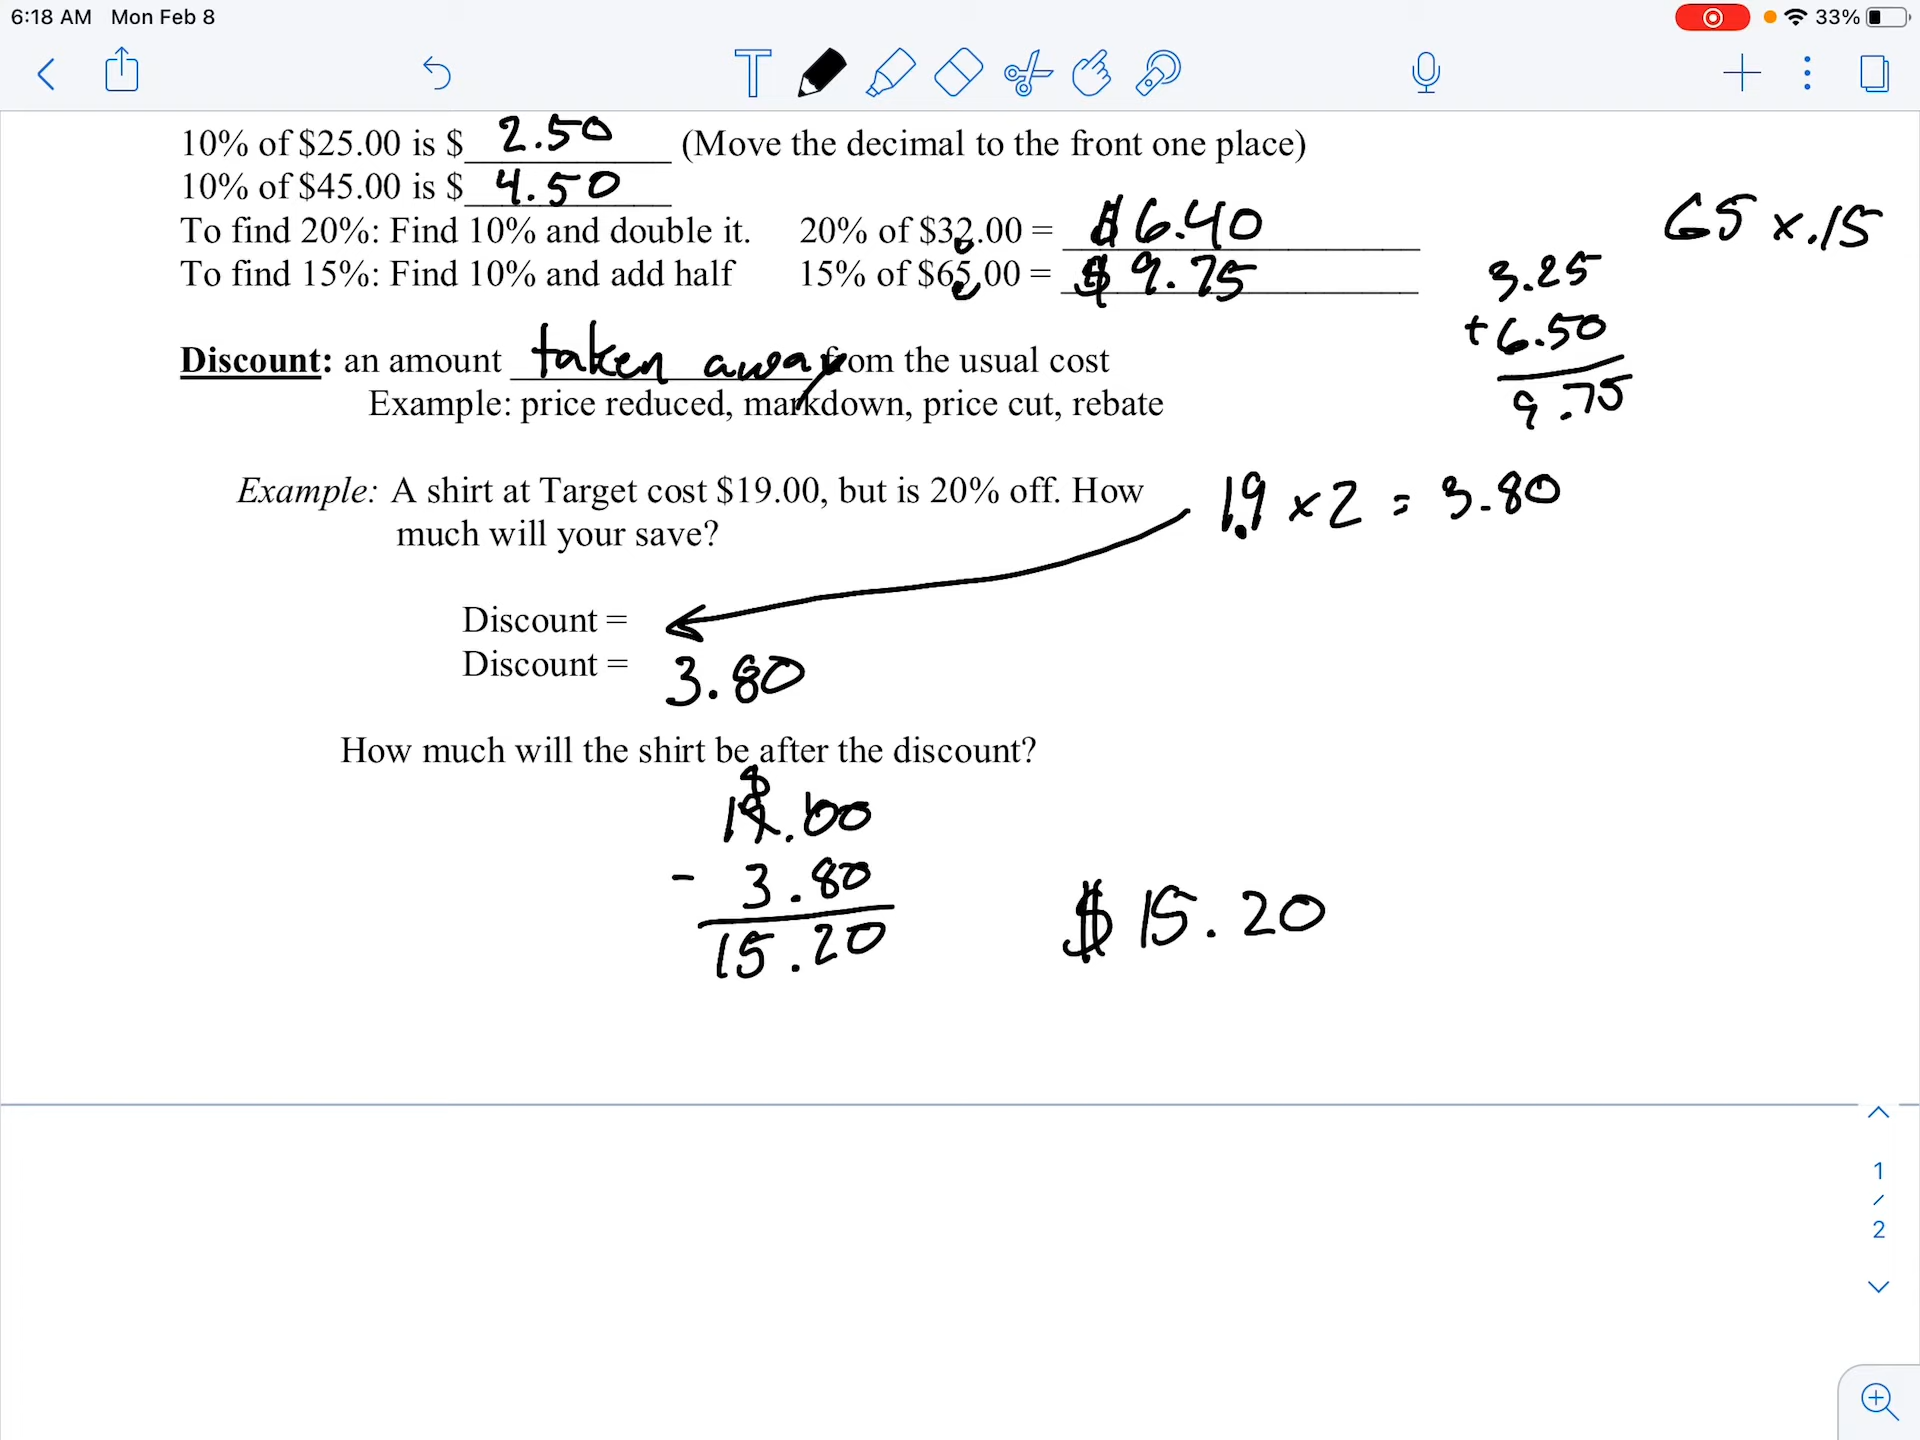 6:18 AM Mon Feb 8 33%
T
10% of $25.00 is $ 2.50 (Move the decimal to the front one place)
10% of $45.00 is $ 4.50
To find 20%: Find 10% and double it. 20% of $32.00 = $6.40
65 x .15
To find 15%: Find 10% and add half 15% of $65.00 = $ 9.75
3.25
+6.50
9.75
Discount: an amount taken away from the usual cost
Example: price reduced, markdown, price cut, rebate
Example: A shirt at Target cost $19.00, but is 20% off. How
much will your save?
1.9 x 2 = 3.80
Discount =
Discount = 3.80
How much will the shirt be after the discount?
8
19.00
- 3.80
15.20
$ 15.20
1
/
2